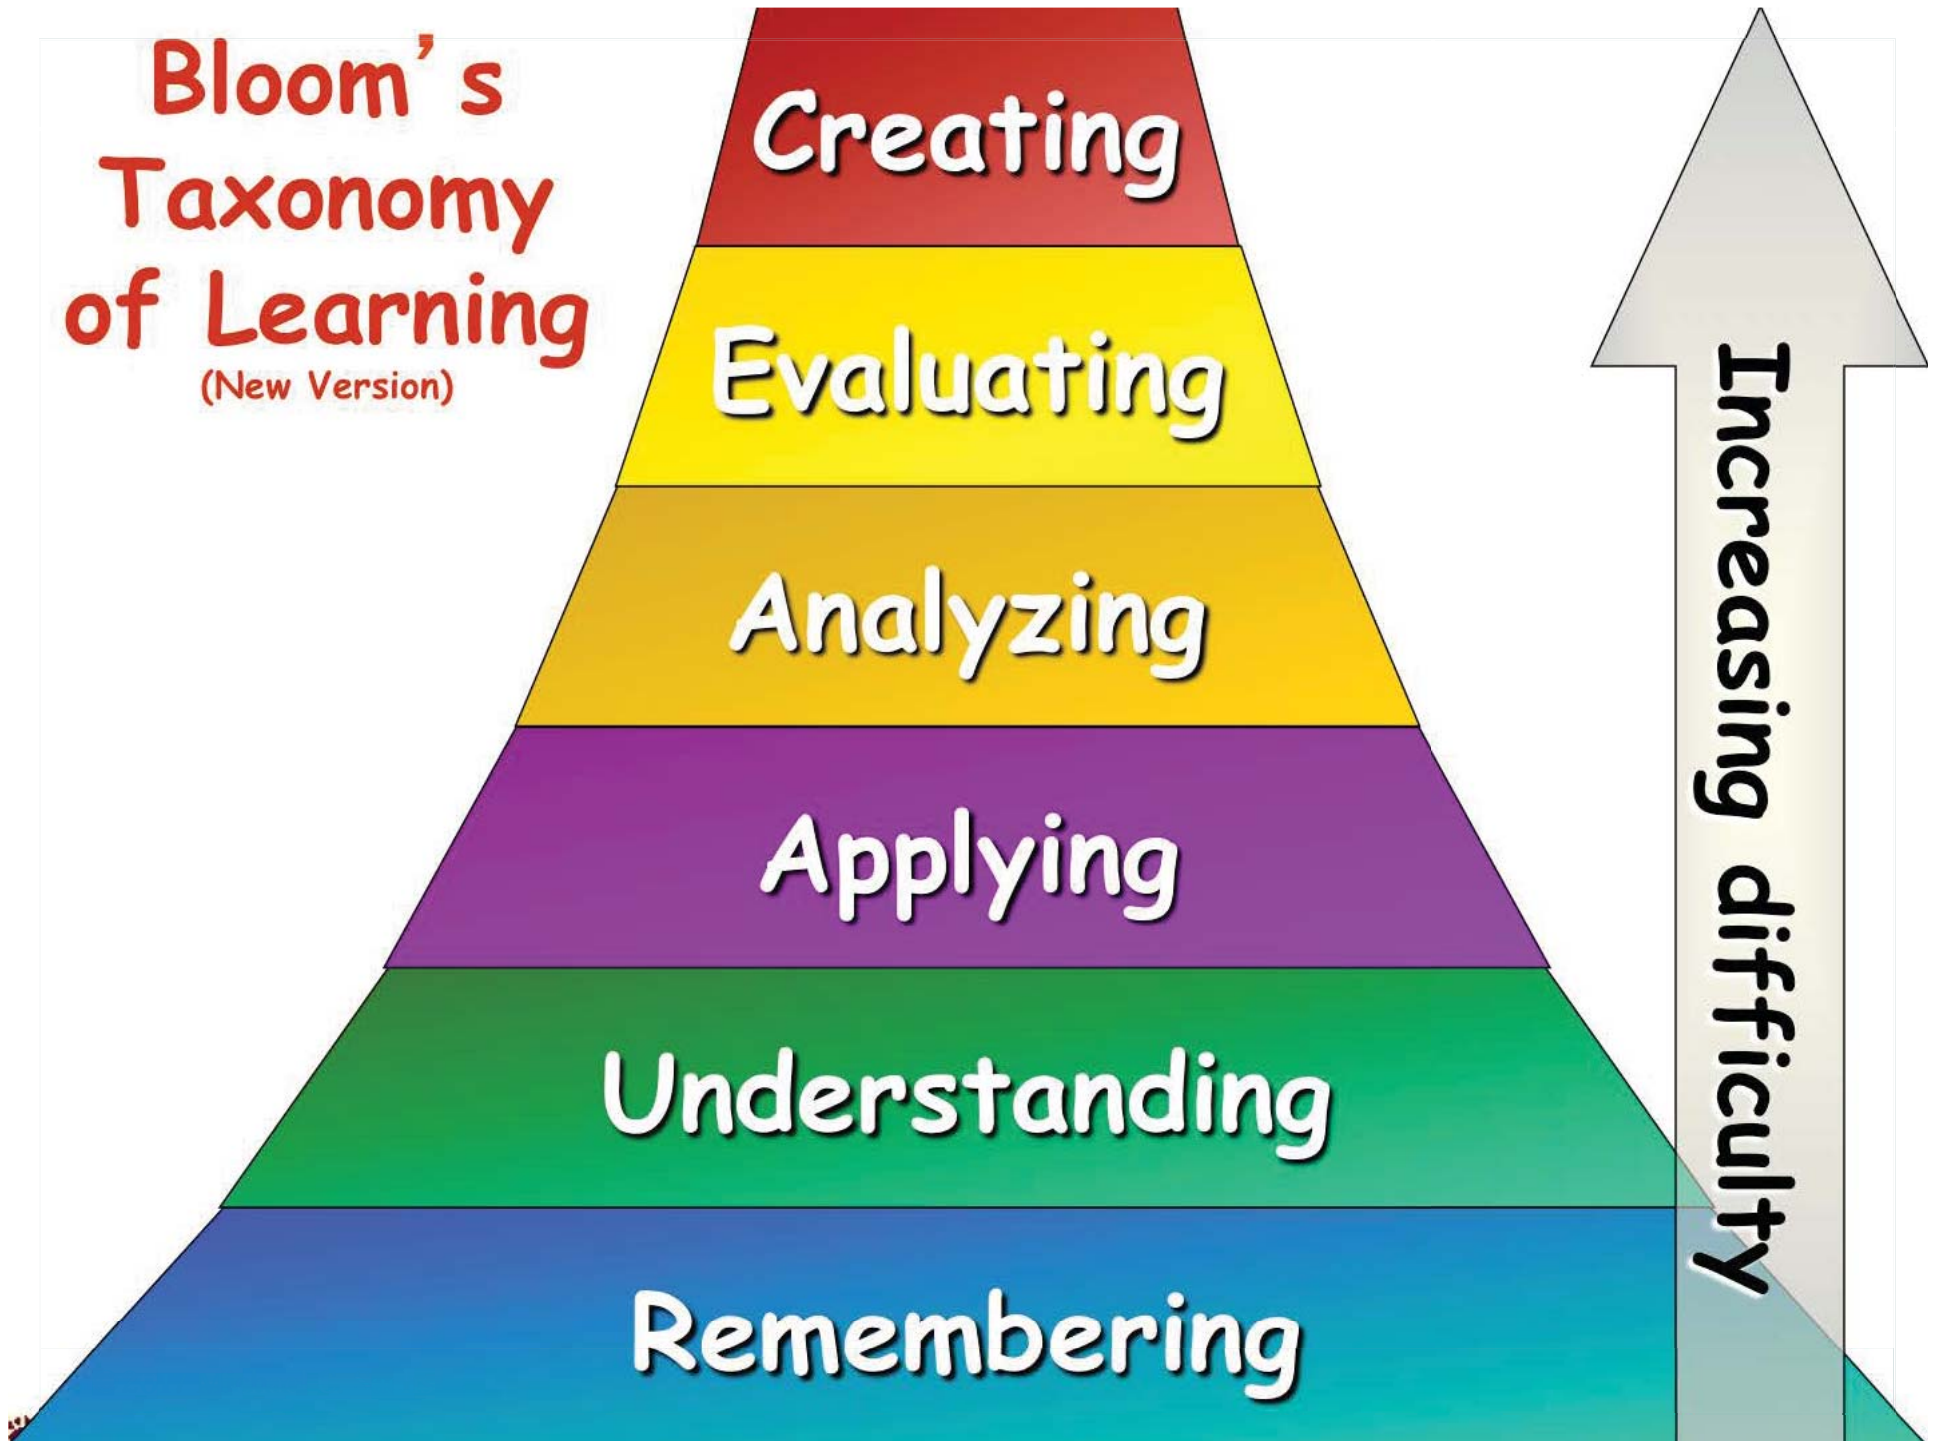 Bloom's
Taxonomy
of Learning
(New Version)
Creating
Evaluating
Analyzing
Applying
Understanding
Remembering
Increasing difficulty